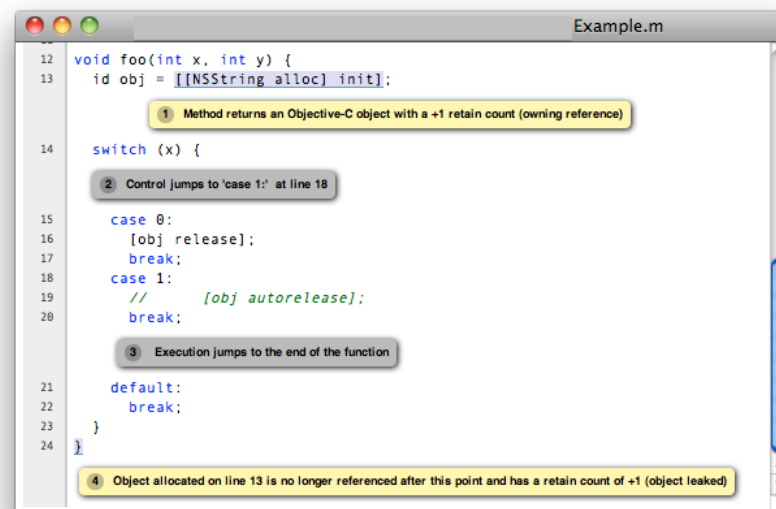 Example.m
12 void foo(int x, int y) {
13 id obj = [[NSString alloc] init];
1 Method returns an Objective-C object with a +1 retain count (owning reference)
14 switch (x) {
2 Control jumps to 'case 1:' at line 18
15 case 0:
16 [obj release];
17 break;
18 case 1:
19 // [obj autorelease];
20 break;
3 Execution jumps to the end of the function
21 default:
22 break;
23 }
24 }
4 Object allocated on line 13 is no longer referenced after this point and has a retain count of +1 (object leaked)